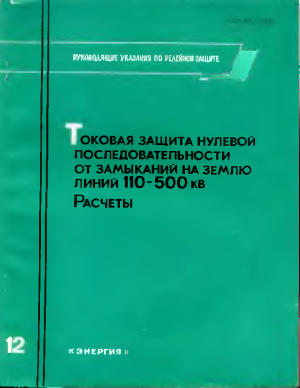 РУКОВОДЯЩИЕ УКАЗАНИЯ ПО РЕЛЕЙНОЙ ЗАЩИТЕ
ТОКОВАЯ ЗАЩИТА НУЛЕВОЙ
ПОСЛЕДОВАТЕЛЬНОСТИ
ОТ ЗАМЫКАНИЙ НА ЗЕМЛЮ
ЛИНИЙ 110-500 КВ
РАСЧЕТЫ
12
«ЭНЕРГИЯ»